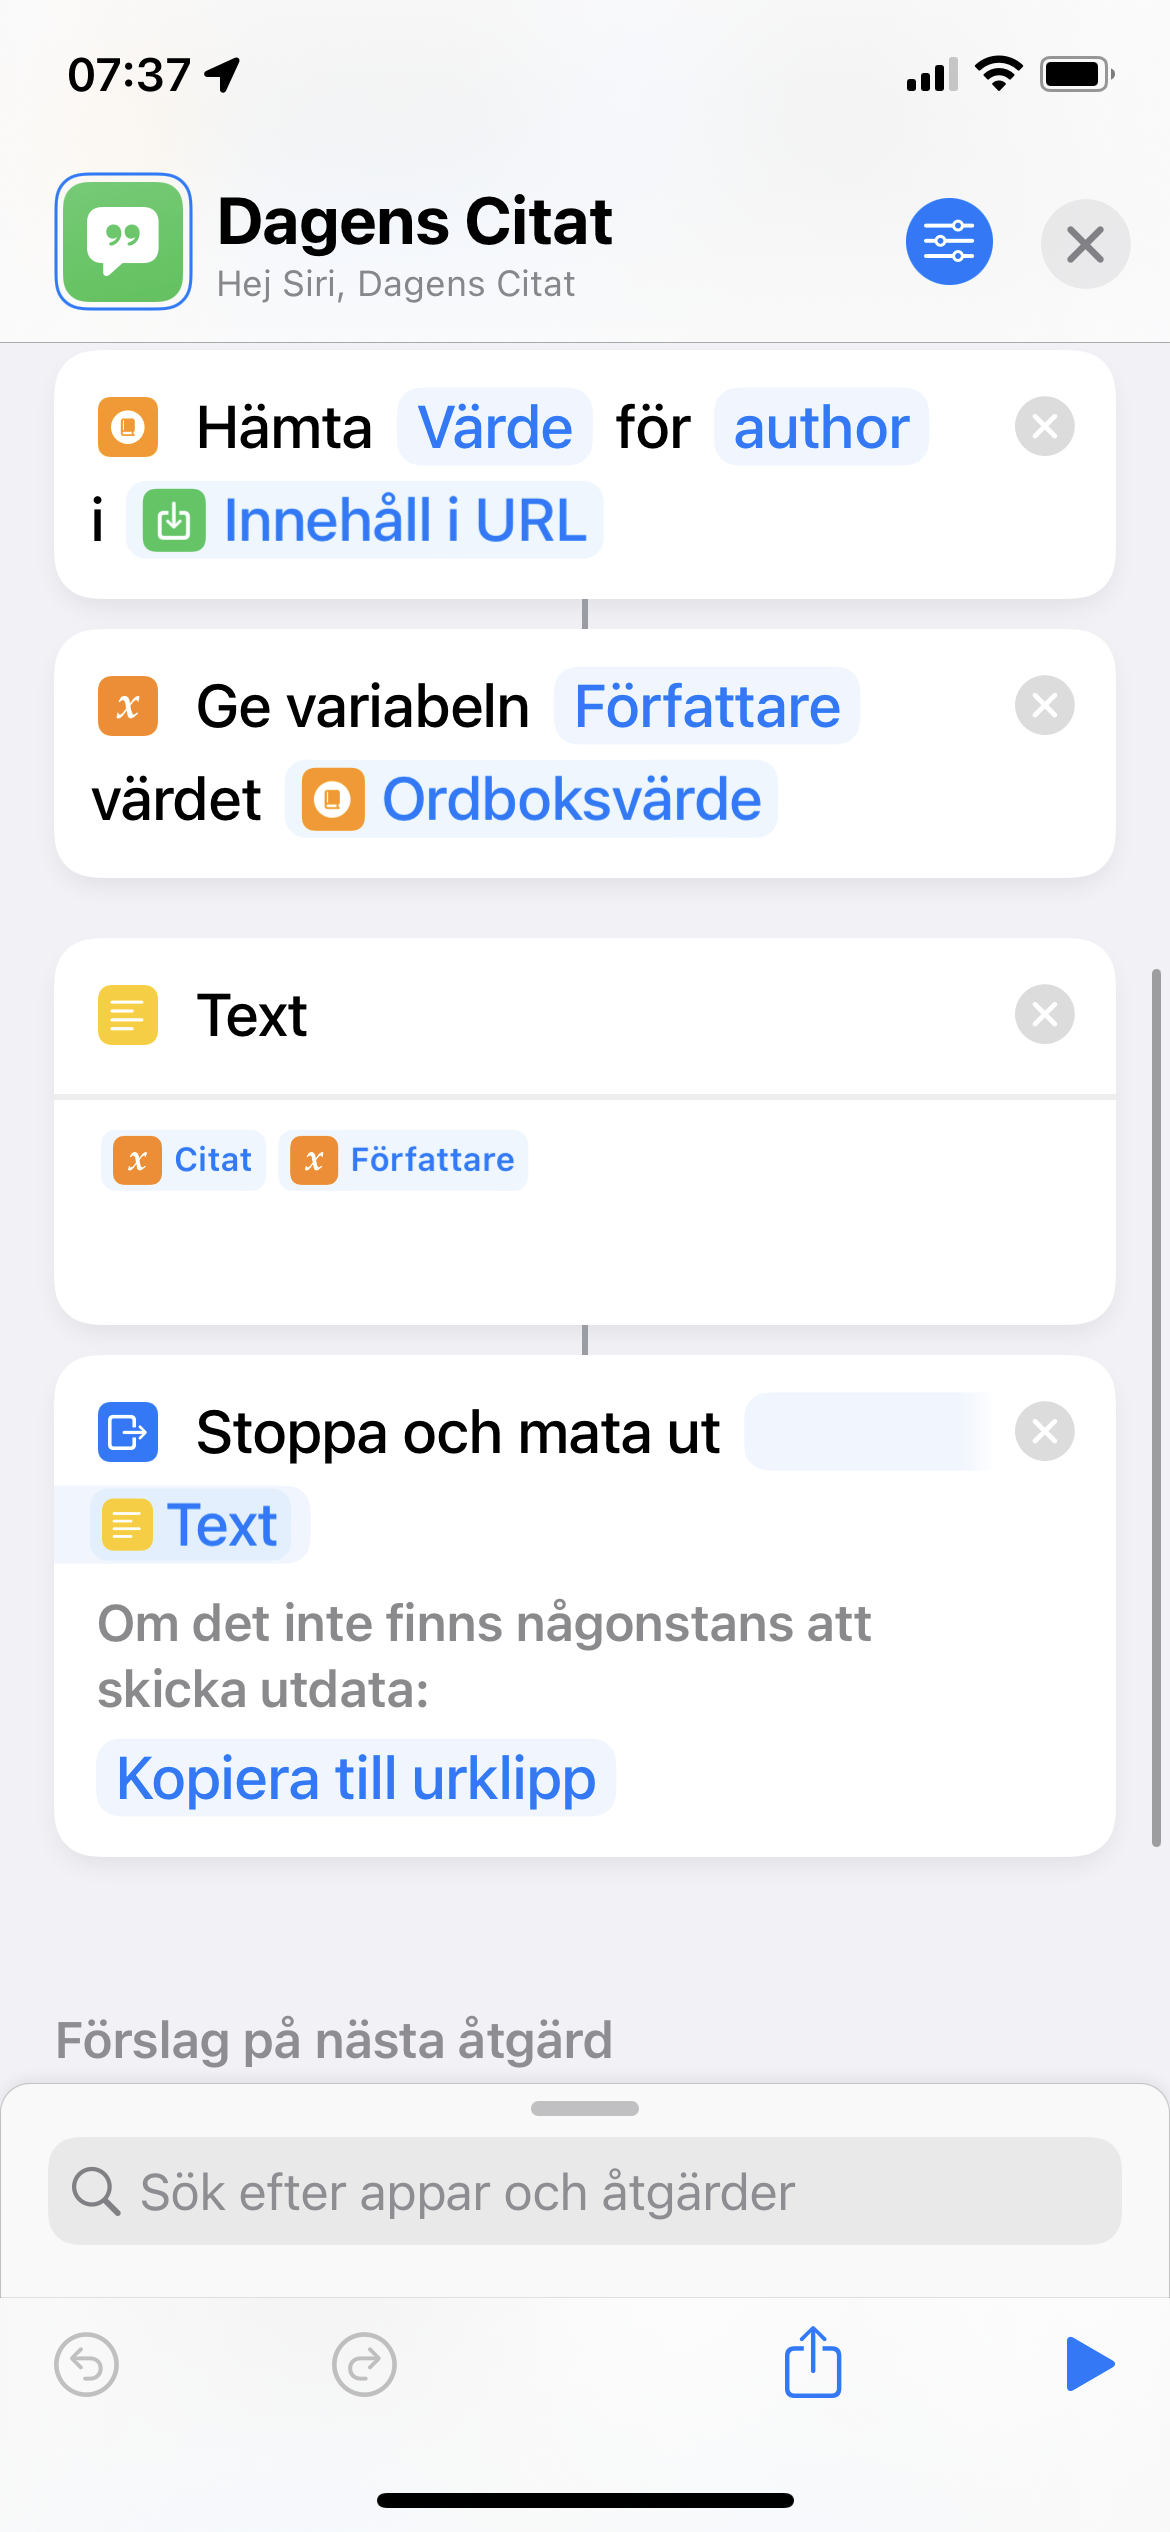 07:37
Dagens Citat
Hej Siri, Dagens Citat
Hämta Värde för author
i Innehåll i URL
x Ge variabeln Författare
värdet Ordboksvärde
Text
x Citat x Författare
Stoppa och mata ut
Text
Om det inte finns någonstans att
skicka utdata:
Kopiera till urklipp
Förslag på nästa åtgärd
Sök efter appar och åtgärder